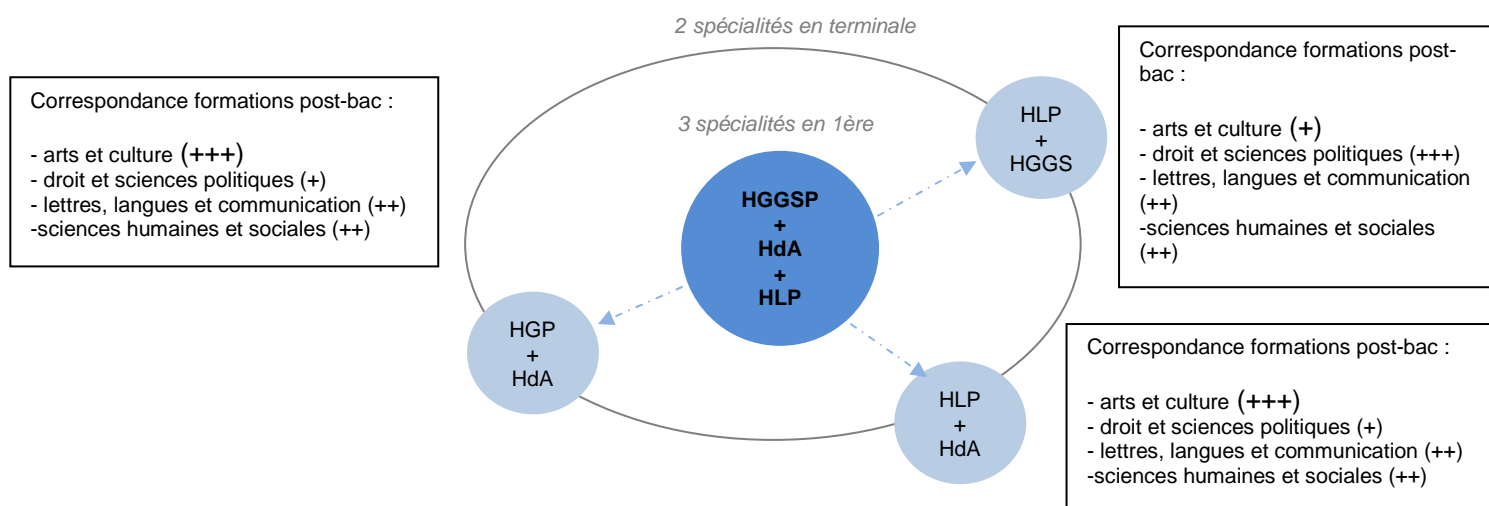 2 spécialités en terminale
3 spécialités en 1ère
Correspondance formations post-bac :
- arts et culture (+++)
- droit et sciences politiques (+)
- lettres, langues et communication (++)
-sciences humaines et sociales (++)
HGGSP
+
HdA
+
HLP
HLP
+
HGGS
Correspondance formations post-
bac :
- arts et culture (+)
- droit et sciences politiques (+++)
- lettres, langues et communication
(++)
-sciences humaines et sociales
(++)
HGP
+
HdA
HLP
+
HdA
Correspondance formations post-bac :
- arts et culture (+++)
- droit et sciences politiques (+)
- lettres, langues et communication (++)
-sciences humaines et sociales (++)